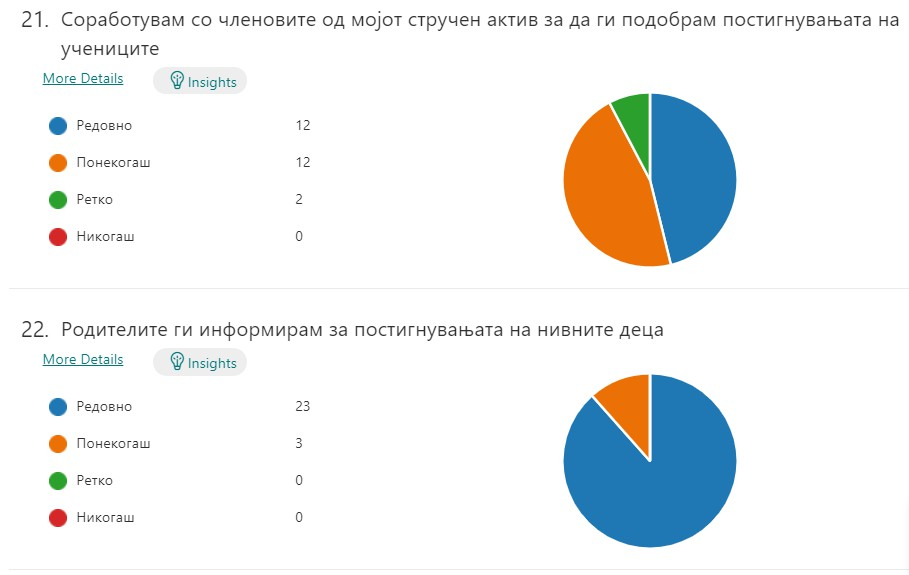 21. Соработувам со членовите од мојот стручен актив за да ги подобрам постигнувањата на
учениците
More Details
Insights
Редовно 12
Понекогаш 12
Ретко 2
Никогаш 0
22. Родителите ги информирам за постигнувањата на нивните деца
More Details
Insights
Редовно 23
Понекогаш 3
Ретко 0
Никогаш 0